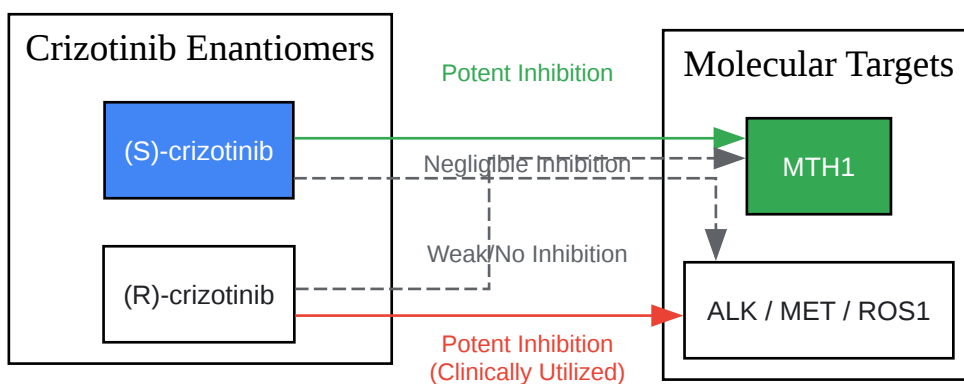 Crizotinib Enantiomers
(S)-crizotinib
(R)-crizotinib
Potent Inhibition
Negligible Inhibition
Weak/No Inhibition
Potent Inhibition
(Clinically Utilized)
Molecular Targets
MTH1
ALK / MET / ROS1